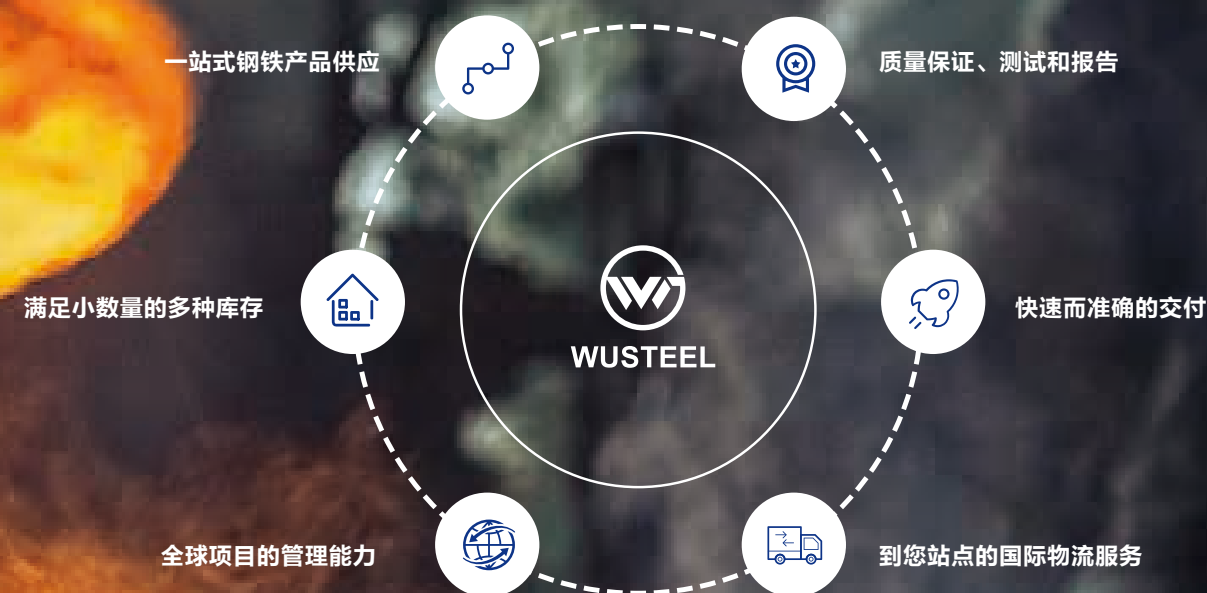 一站式钢铁产品供应
质量保证、测试和报告
满足小数量的多种库存
WUSTEEL
快速而准确的交付
全球项目的管理能力
到您站点的国际物流服务